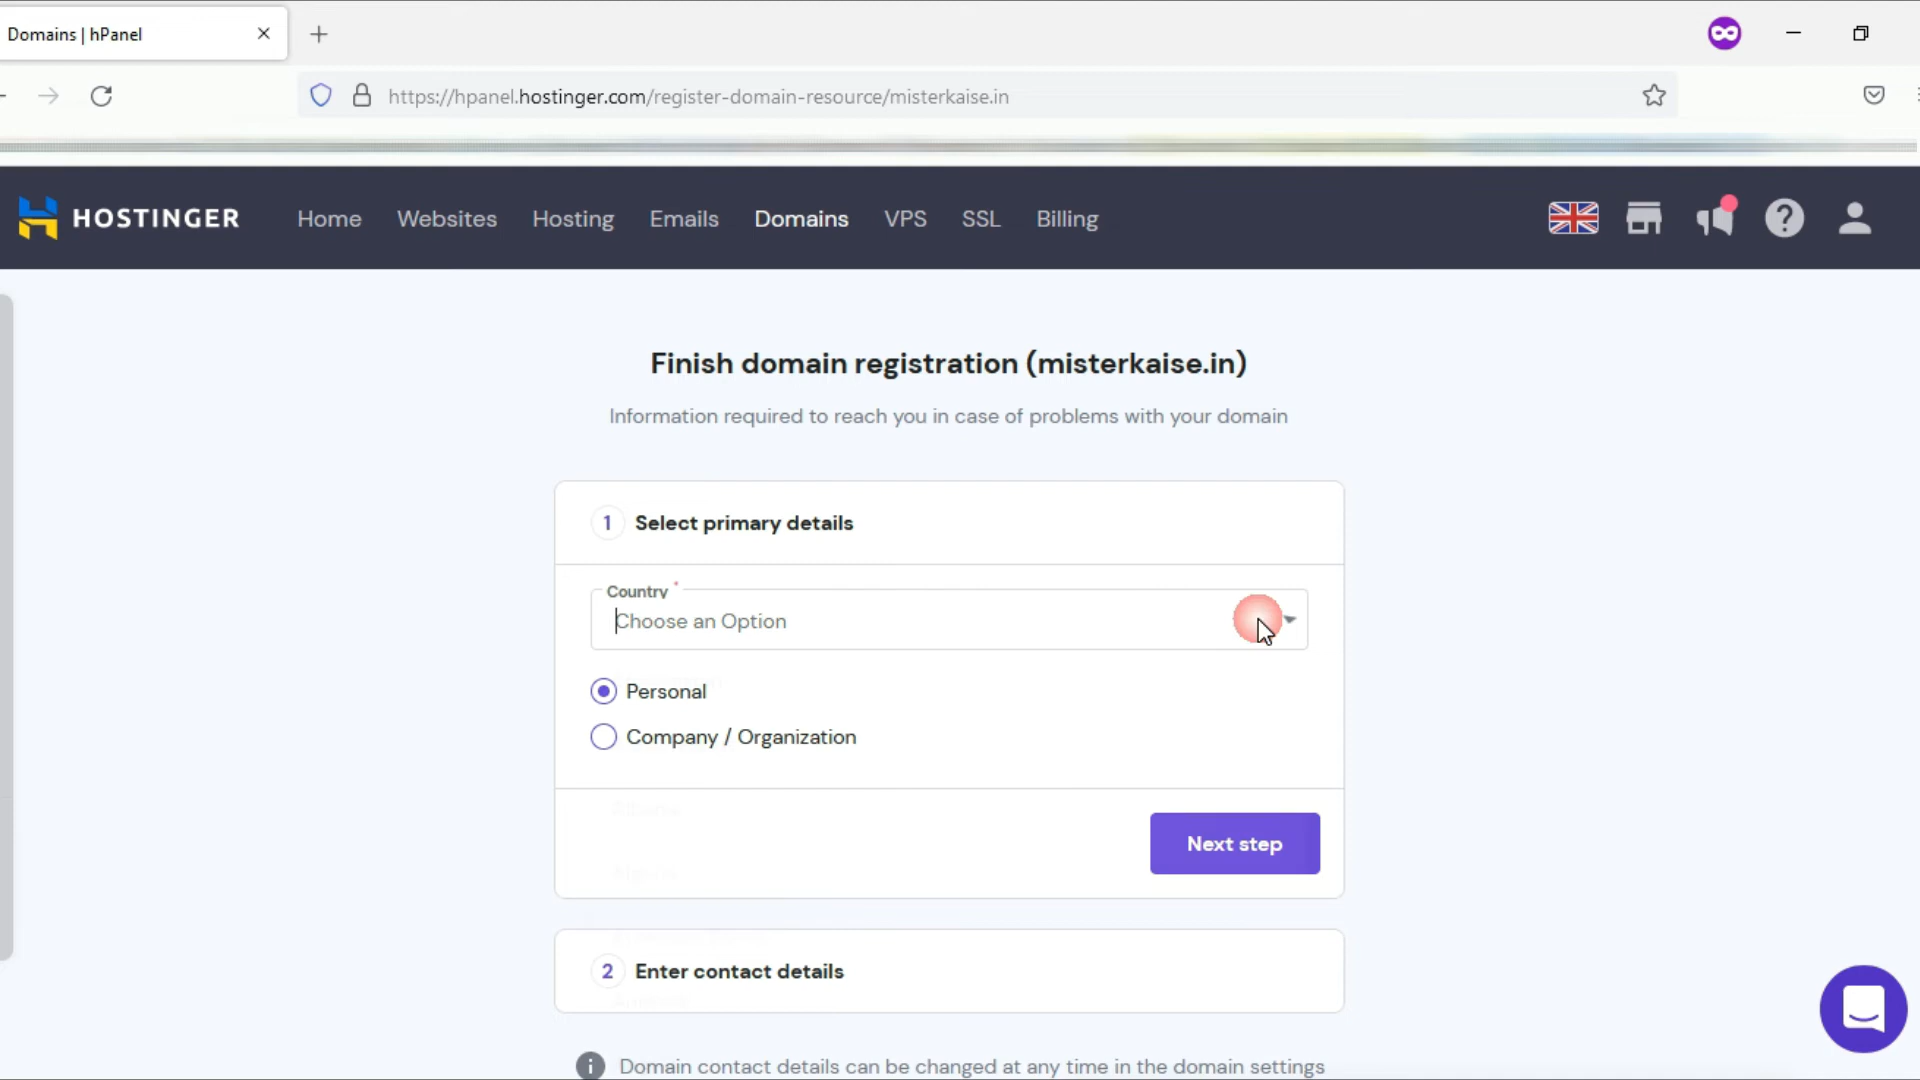 Domains | hPanel
https://hpanel.hostinger.com/register-domain-resource/misterkaise.in
HOSTINGER Home Websites Hosting Emails Domains VPS SSL Billing
Finish domain registration (misterkaise.in)
Information required to reach you in case of problems with your domain
1 Select primary details
Country *
Choose an Option
Personal
Company / Organization
Next step
2 Enter contact details
Domain contact details can be changed at any time in the domain settings